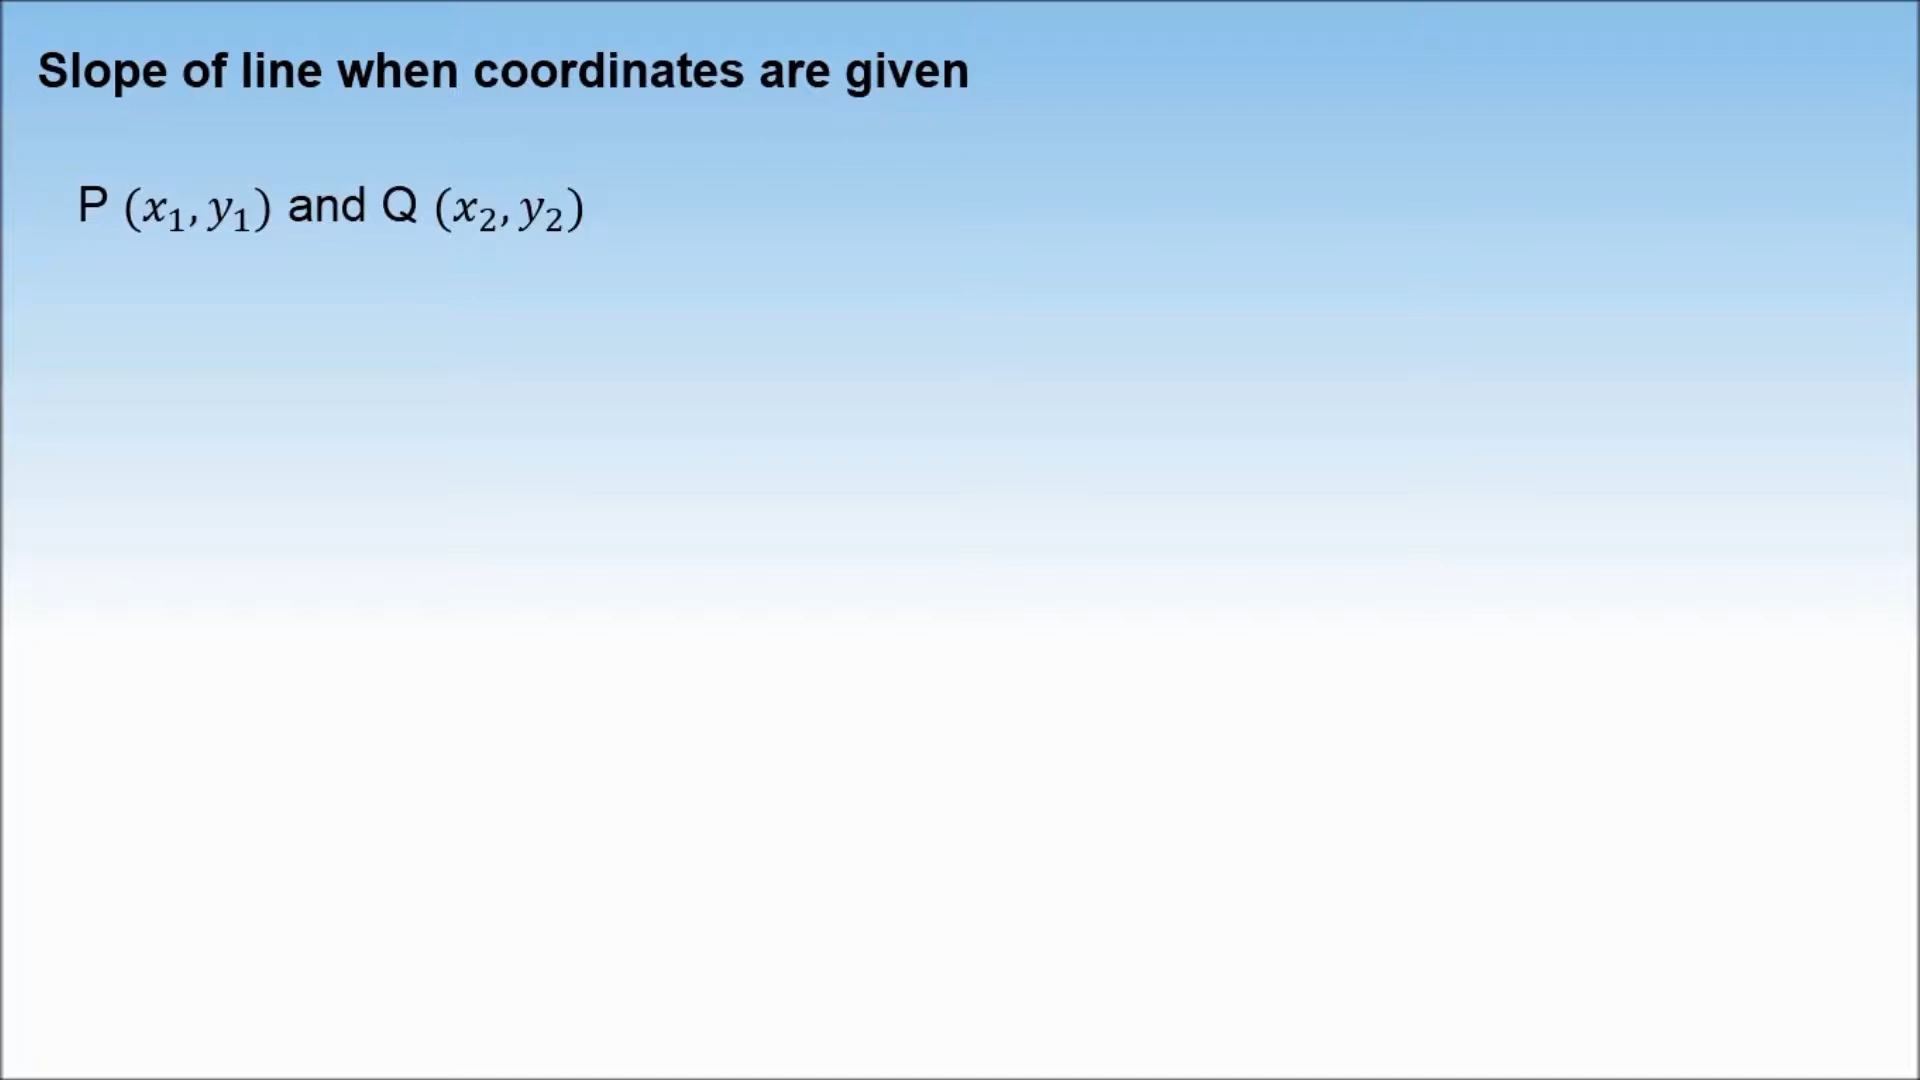 Slope of line when coordinates are given
P (x₁, y₁) and Q (x₂, y₂)